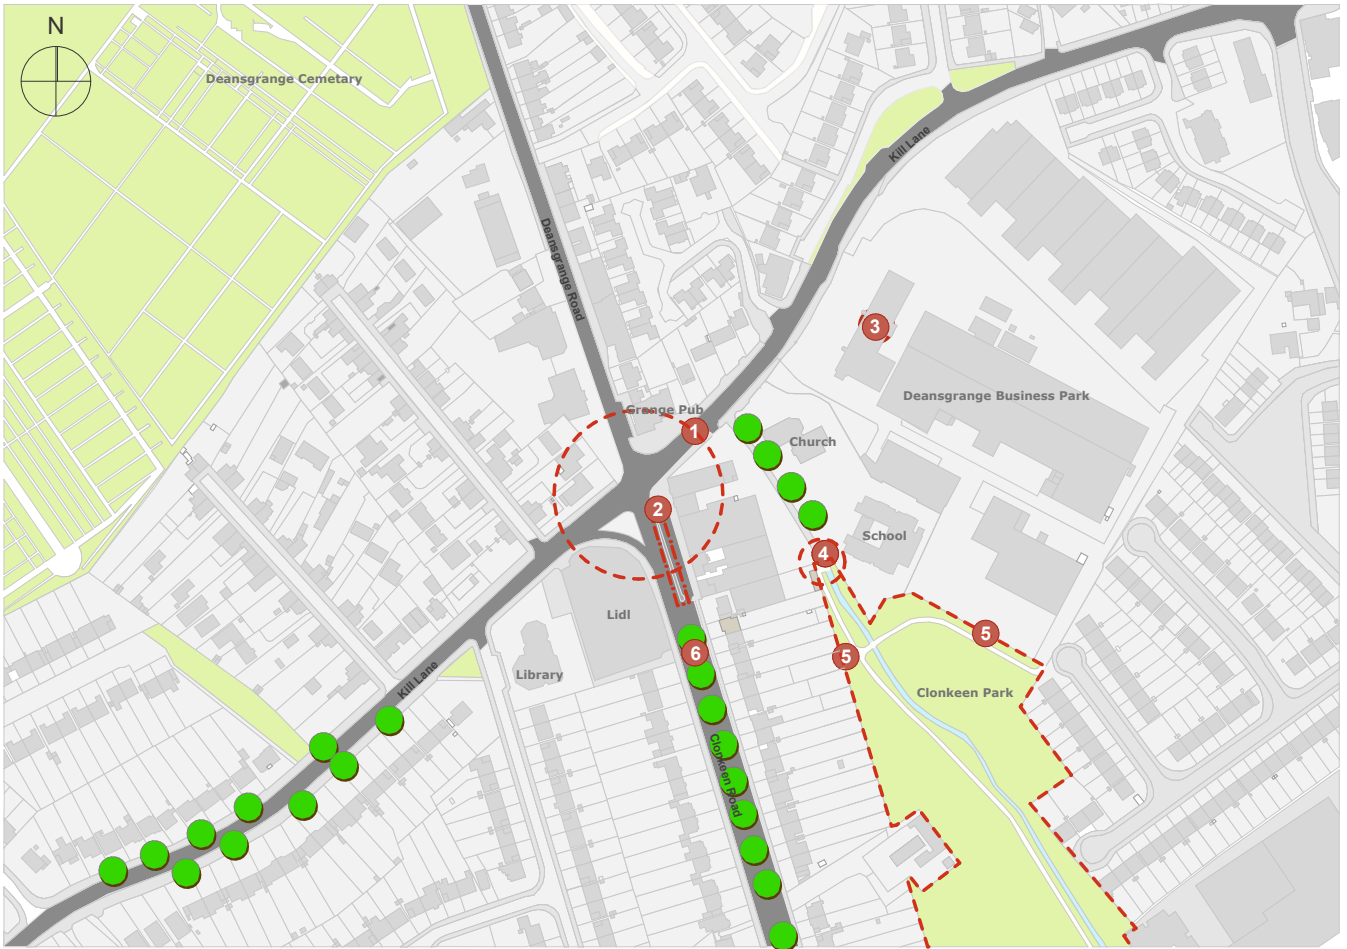 N
Deansgrange Cemetary
Kill Lane
Deansgrange Road
3
Deansgrange Business Park
Grange Pub
1
Church
2
School
4
Lidl
5
5
6
Library
Kill Lane
Clonkeen Park
Clonkeen Road